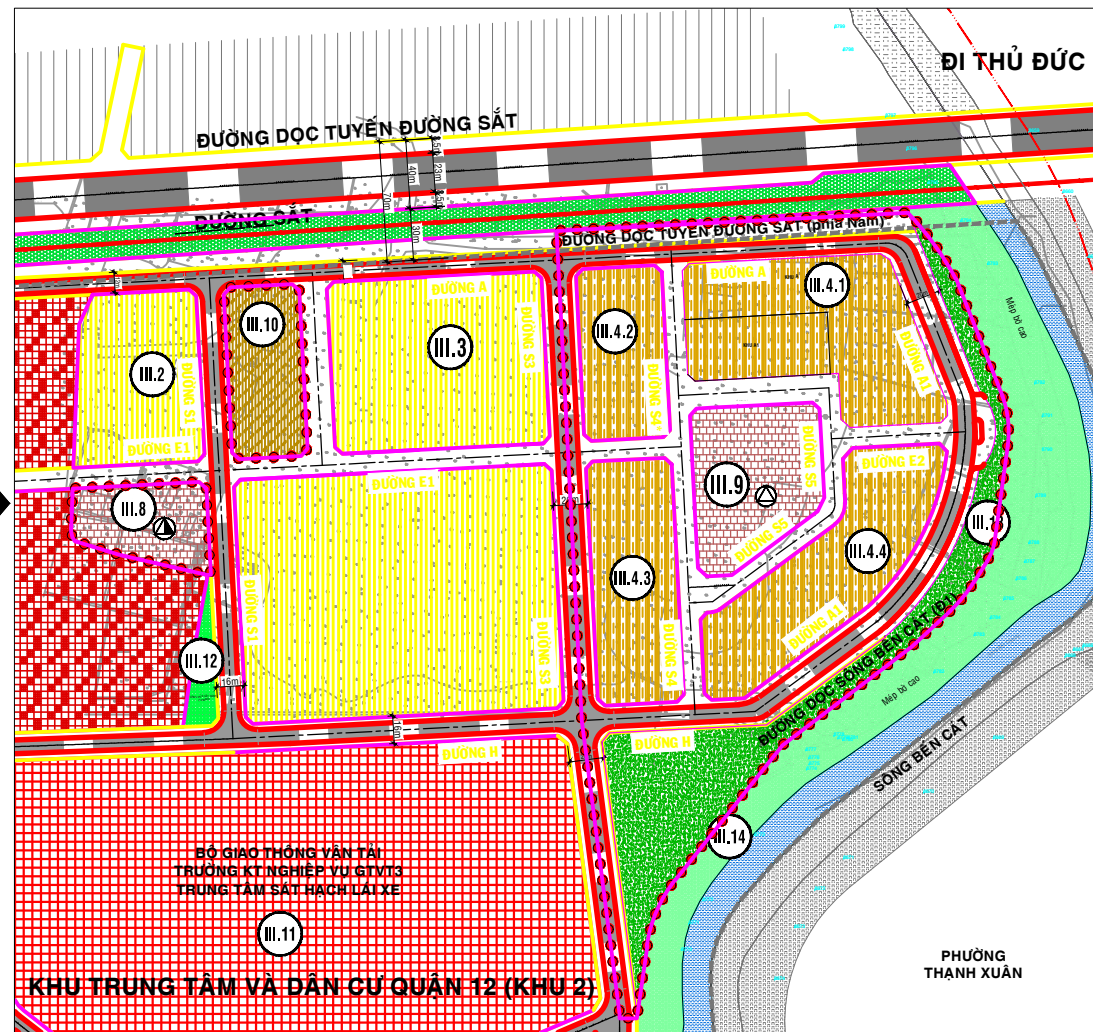 ĐI THỦ ĐỨC
ĐƯỜNG DỌC TUYẾN ĐƯỜNG SẮT
40m
23m
70m
30m
ĐƯỜNG SẮT
ĐƯỜNG DỌC TUYẾN ĐƯỜNG SẮT (phía Nam)
ĐƯỜNG A
ĐƯỜNG A
III.4.1
III.10
III.4.2
III.3
III.2
Mép bờ cao
ĐƯỜNG S1
ĐƯỜNG S3
ĐƯỜNG S4
ĐƯỜNG A1
ĐƯỜNG E1
ĐƯỜNG E1
ĐƯỜNG E2
ĐƯỜNG S5
III.9
III.8
III.13
ĐƯỜNG S5
III.4.4
III.4.3
ĐƯỜNG S1
ĐƯỜNG S3
ĐƯỜNG S4
ĐƯỜNG A1
III.12
16m
16m
ĐƯỜNG DỌC SÔNG BẾN CÁT (Đ1)
Mép bờ cao
ĐƯỜNG H
ĐƯỜNG H
SÔNG BẾN CÁT
III.14
BỘ GIAO THÔNG VẬN TẢI
TRƯỜNG KT NGHIỆP VỤ GTVT3
TRUNG TÂM SÁT HẠCH LÁI XE
III.11
PHƯỜNG
THẠNH XUÂN
KHU TRUNG TÂM VÀ DÂN CƯ QUẬN 12 (KHU 2)